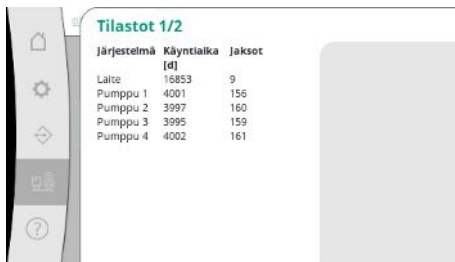 Tilastot 1/2
Järjestelmä Käyntiaika Jaksot
[d]
Laite 16853 9
Pumppu 1 4001 156
Pumppu 2 3997 160
Pumppu 3 3995 159
Pumppu 4 4002 161
?